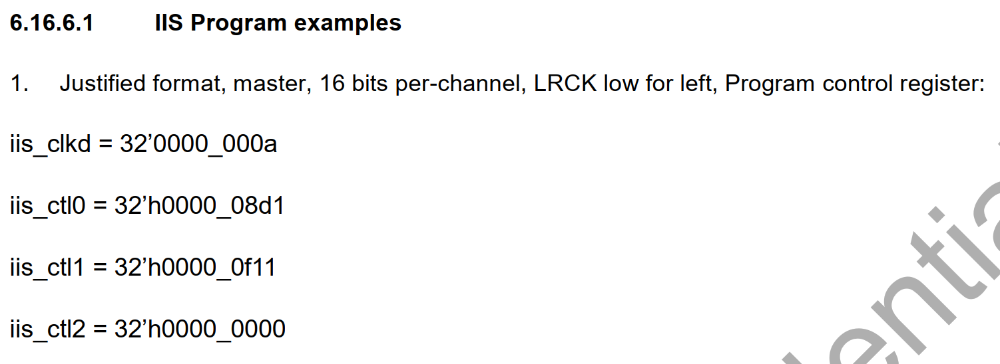 6.16.6.1 IIS Program examples
1. Justified format, master, 16 bits per-channel, LRCK low for left, Program control register:
iis_clkd = 32’0000_000a
iis_ctl0 = 32’h0000_08d1
iis_ctl1 = 32’h0000_0f11
iis_ctl2 = 32’h0000_0000